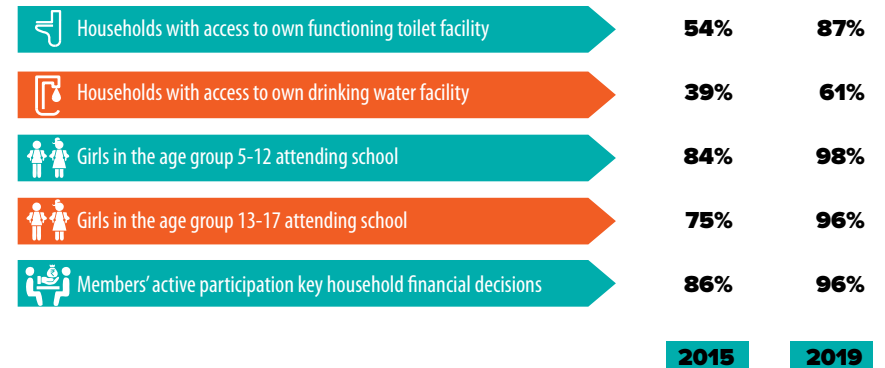 Households with access to own functioning toilet facility 54% 87%
Households with access to own drinking water facility 39% 61%
Girls in the age group 5-12 attending school 84% 98%
Girls in the age group 13-17 attending school 75% 96%
Members' active participation key household financial decisions 86% 96%
2015 2019